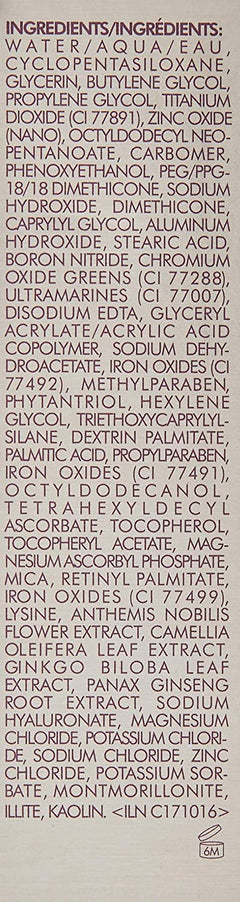 INGREDIENTS/INGRÉDIENTS:
WATER/AQUA/EAU,
CYCLOPENTASILOXANE,
GLYCERIN, BUTYLENE GLYCOL,
PROPYLENE GLYCOL, TITANIUM
DIOXIDE (CI 77891), ZINC OXIDE
(NANO), OCTYLDODECYL NEO-
PENTANOATE, CARBOMER,
PHENOXYETHANOL, PEG/PPG-
18/18 DIMETHICONE, SODIUM
HYDROXIDE, DIMETHICONE,
CAPRYLYL GLYCOL, ALUMINUM
HYDROXIDE, STEARIC ACID,
BORON NITRIDE, CHROMIUM
OXIDE GREENS (CI 77288),
ULTRAMARINES (CI 77007),
DISODIUM EDTA, GLYCERYL
ACRYLATE/ACRYLIC ACID
COPOLYMER, SODIUM DEHY-
DROACETATE, IRON OXIDES (CI
77492), METHYLPARABEN,
PHYTANTRIOL, HEXYLENE
GLYCOL, TRIETHOXYCAPRYLYL-
SILANE, DEXTRIN PALMITATE,
PALMITIC ACID, PROPYLPARABEN,
IRON OXIDES (CI 77491),
OCTYLDODECANOL,
TETRAHEXYLDECYL
ASCORBATE, TOCOPHEROL,
TOCOPHERYL ACETATE, MAG-
NESIUM ASCORBYL PHOSPHATE,
MICA, RETINYL PALMITATE,
IRON OXIDES (CI 77499),
LYSINE, ANTHEMIS NOBILIS
FLOWER EXTRACT, CAMELLIA
OLEIFERA LEAF EXTRACT,
GINKGO BILOBA LEAF
EXTRACT, PANAX GINSENG
ROOT EXTRACT, SODIUM
HYALURONATE, MAGNESIUM
CHLORIDE, POTASSIUM CHLORI-
DE, SODIUM CHLORIDE, ZINC
CHLORIDE, POTASSIUM SOR-
BATE, MONTMORILLONITE,
ILLITE, KAOLIN. <ILN C171016>
6M